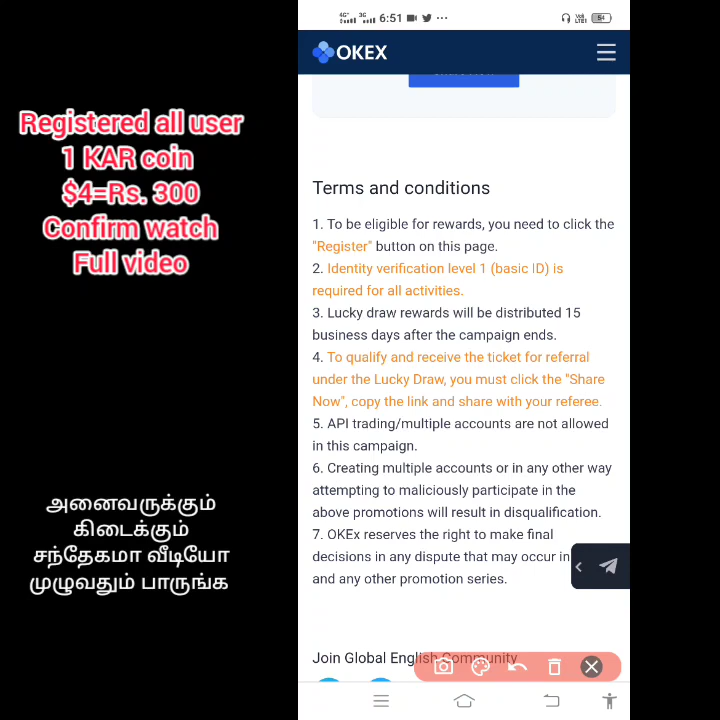 Registered all user
1 KAR coin
$4=Rs. 300
Confirm watch
Full video
அனைவருக்கும்
கிடைக்கும்
சந்தேகமா வீடியோ
முழுவதும் பாருங்க
4G+ 3G 6:51 ... VoB LTE1 54
OKEX
Terms and conditions
1. To be eligible for rewards, you need to click the
"Register" button on this page.
2. Identity verification level 1 (basic ID) is
required for all activities.
3. Lucky draw rewards will be distributed 15
business days after the campaign ends.
4. To qualify and receive the ticket for referral
under the Lucky Draw, you must click the "Share
Now", copy the link and share with your referee.
5. API trading/multiple accounts are not allowed
in this campaign.
6. Creating multiple accounts or in any other way
attempting to maliciously participate in the
above promotions will result in disqualification.
7. OKEx reserves the right to make final
decisions in any dispute that may occur in
and any other promotion series.
Join Global English Community